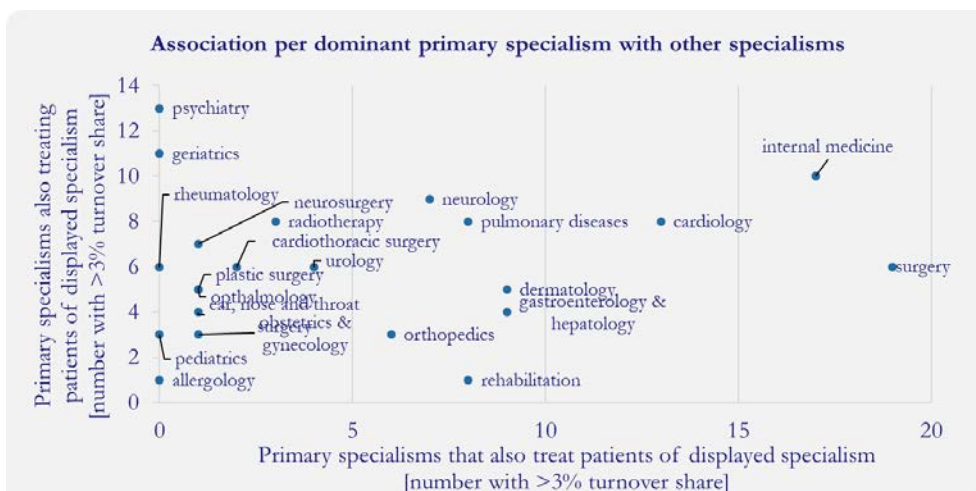 Association per dominant primary specialism with other specialisms
Primary specialisms also treating
patients of displayed specialism
[number with >3% turnover share]
14
12
10
8
6
4
2
0
psychiatry
geriatrics
internal medicine
rheumatology
neurosurgery
neurology
radiotherapy
pulmonary diseases
cardiology
cardiothoracic surgery
urology
surgery
plastic surgery
opthalmology
dermatology
ear, nose and throat
surgery
gastroenterology &
hepatology
obstetrics &
gynecology
orthopedics
pediatrics
allergology
rehabilitation
0
5
10
15
20
Primary specialisms that also treat patients of displayed specialism
[number with >3% turnover share]